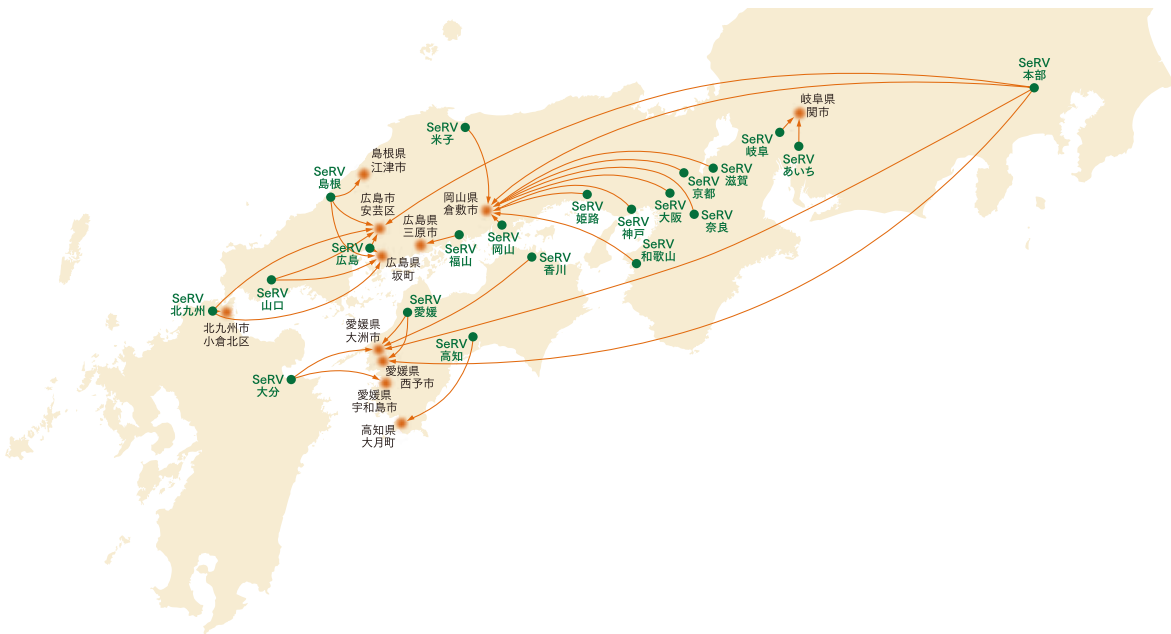 SeRV
本部
岐阜県
関市
SeRV
米子
SeRV
岐阜
SeRV
あいち
島根県
江津市
SeRV
島根
SeRV
滋賀
SeRV
京都
広島市
安芸区
岡山県
倉敷市
SeRV
姫路
SeRV
大阪
SeRV
神戸
SeRV
奈良
広島県
三原市
SeRV
岡山
SeRV
福山
SeRV
広島
SeRV
和歌山
SeRV
香川
広島県
坂町
SeRV
山口
SeRV
北九州
北九州市
小倉北区
SeRV
愛媛
愛媛県
大洲市
SeRV
高知
愛媛県
西予市
SeRV
大分
愛媛県
宇和島市
高知県
大月町